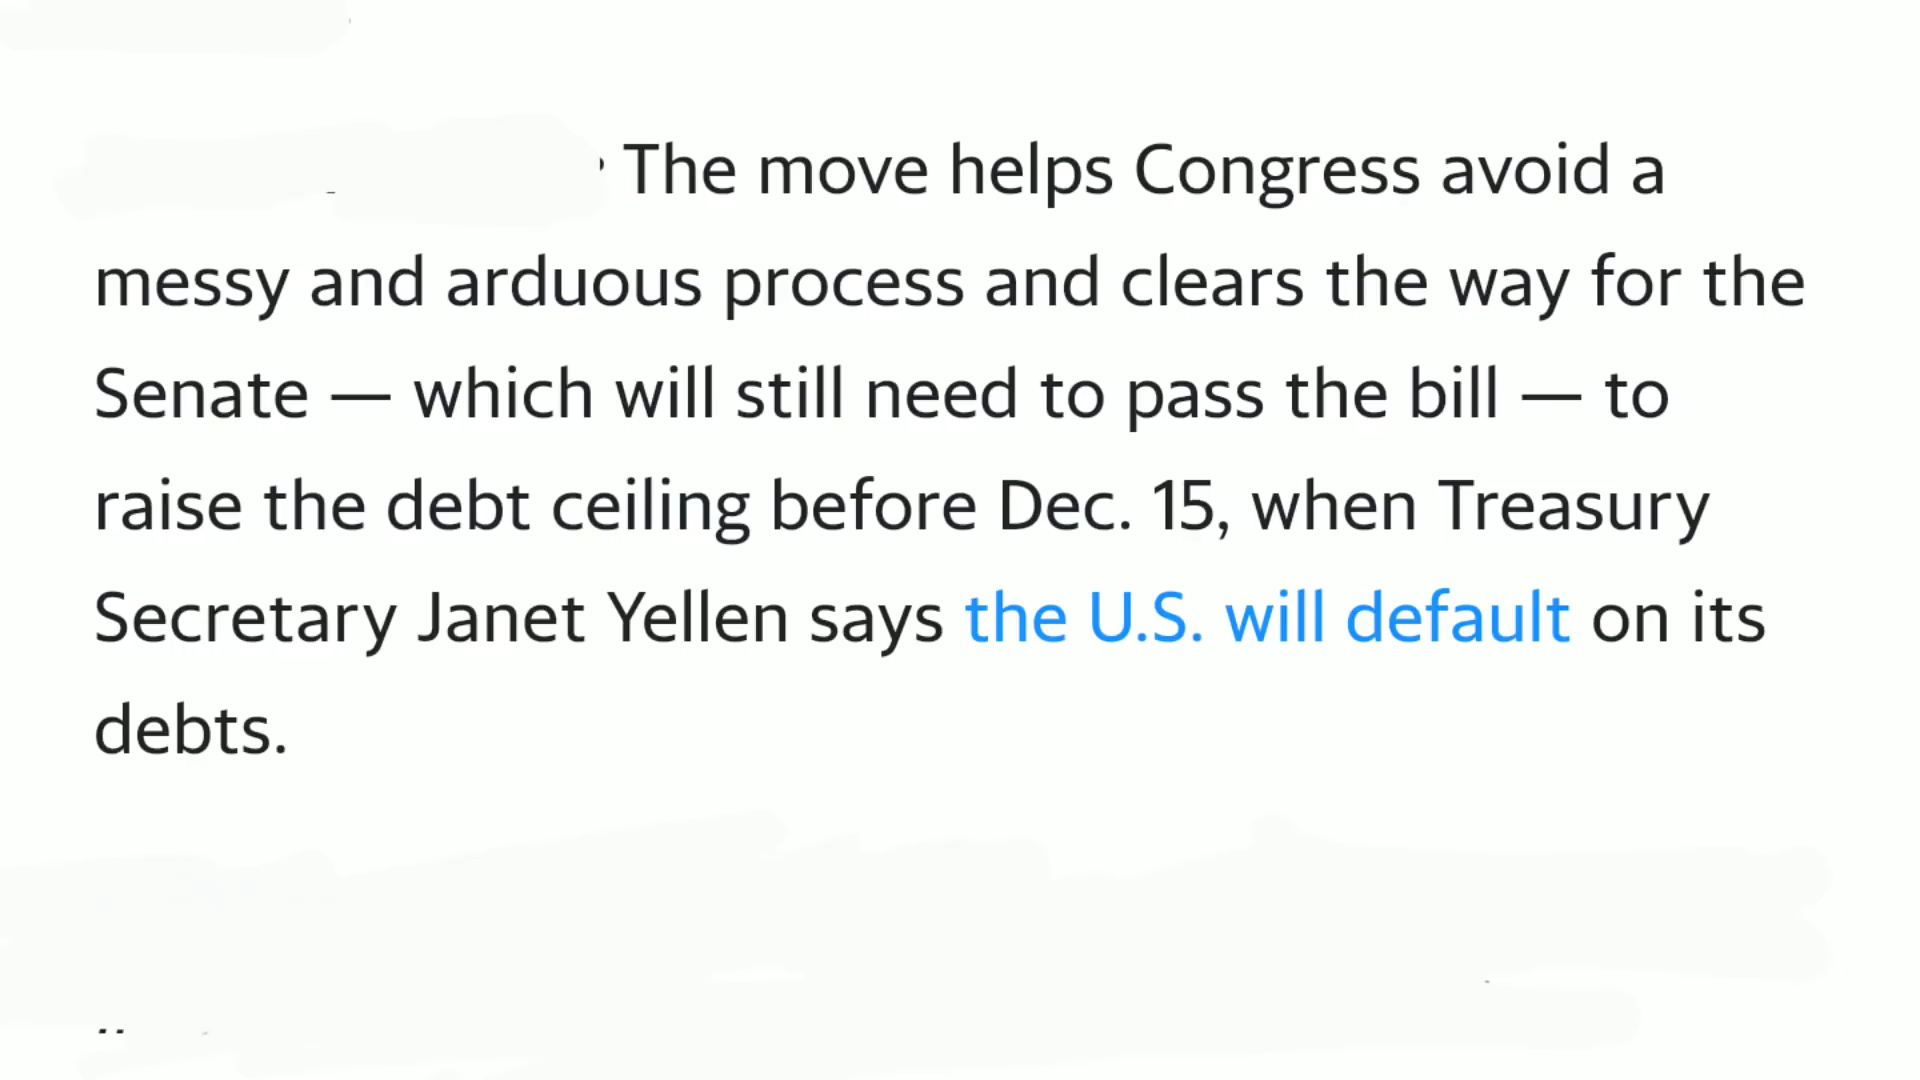 The move helps Congress avoid a
messy and arduous process and clears the way for the
Senate — which will still need to pass the bill — to
raise the debt ceiling before Dec. 15, when Treasury
Secretary Janet Yellen says the U.S. will default on its
debts.